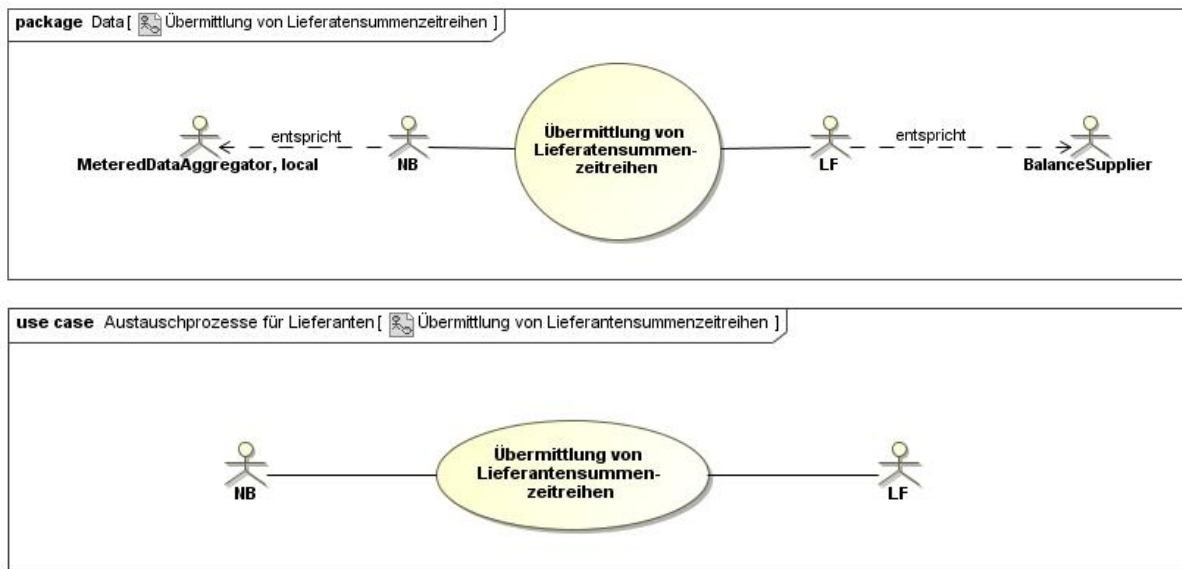 package Data [ Übermittlung von Lieferatensummenzeitreihen ]
Übermittlung von
Lieferatensummen-
zeitreihen
entspricht
entspricht
MeteredDataAggregator, local
NB
LF
BalanceSupplier
use case Austauschprozesse für Lieferanten [ Übermittlung von Lieferantensummenzeitreihen ]
Übermittlung von
Lieferantensummen-
zeitreihen
NB
LF